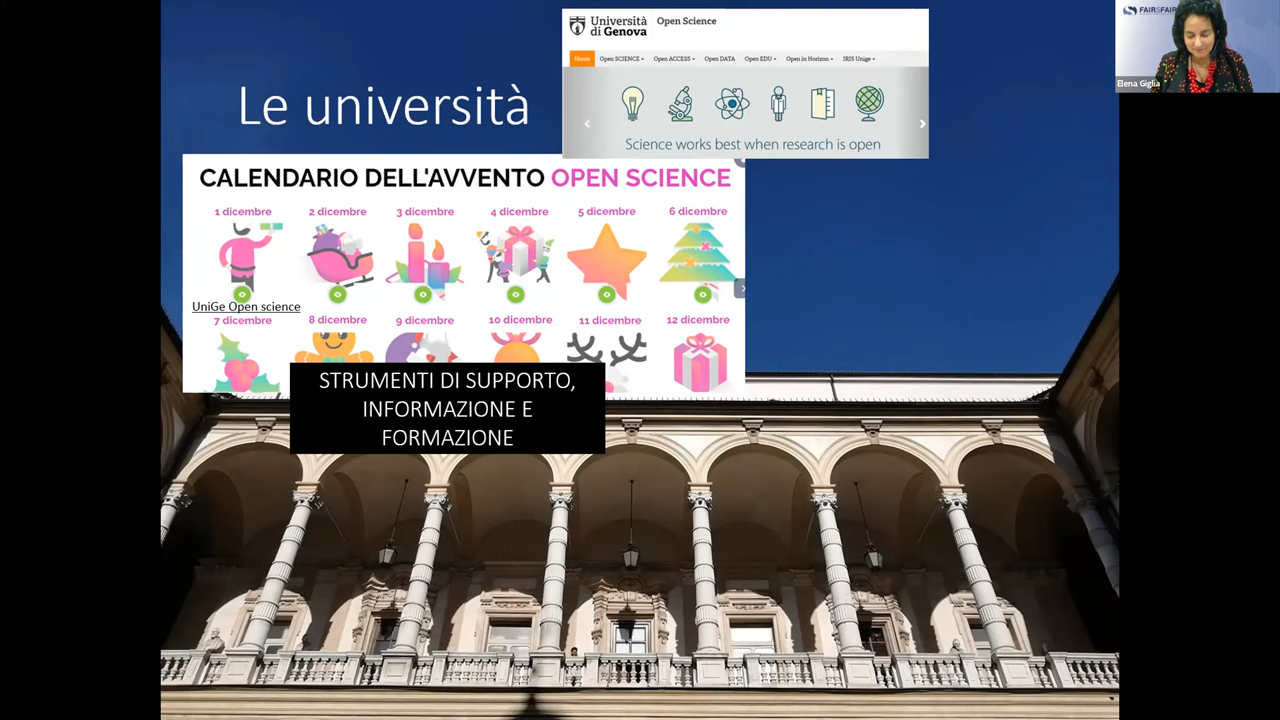 Le università
Università
di Genova
Open Science
Home
Open SCIENCE
Open ACCESS
Open DATA
Open EDU
Open in Horizon
IRIS Unige
Science works best when research is open
FAIRSFAIR
Elena Giglia
CALENDARIO DELL'AVVENTO OPEN SCIENCE
1 dicembre
2 dicembre
3 dicembre
4 dicembre
5 dicembre
6 dicembre
UniGe Open science
7 dicembre
8 dicembre
9 dicembre
10 dicembre
11 dicembre
12 dicembre
STRUMENTI DI SUPPORTO,
INFORMAZIONE E
FORMAZIONE